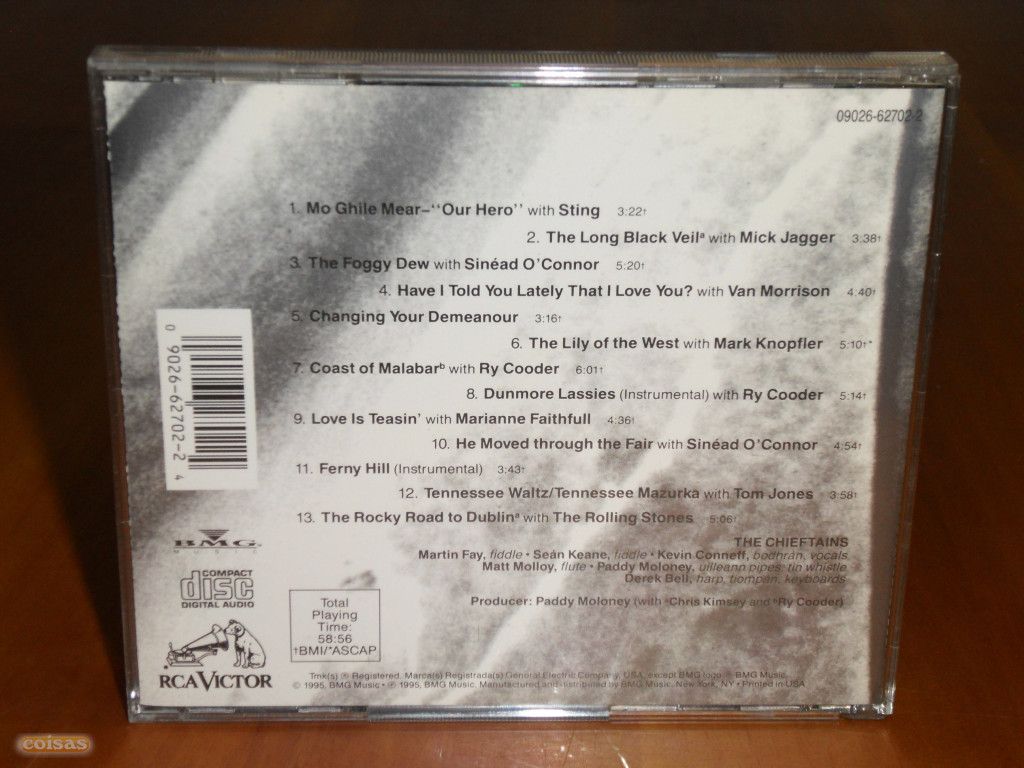 09026-62702-2
1. Mo Ghile Mear–“Our Hero” with Sting 3:22†
2. The Long Black Veilᵃ with Mick Jagger 3:38†
3. The Foggy Dew with Sinéad O'Connor 5:20†
4. Have I Told You Lately That I Love You? with Van Morrison 4:40†
5. Changing Your Demeanour 3:16†
6. The Lily of the West with Mark Knopfler 5:10†*
7. Coast of Malabarᵇ with Ry Cooder 6:01†
8. Dunmore Lassies (Instrumental) with Ry Cooder 5:14†
9. Love Is Teasin' with Marianne Faithfull 4:36†
10. He Moved through the Fair with Sinéad O'Connor 4:54†
11. Ferny Hill (Instrumental) 3:43†
12. Tennessee Waltz/Tennessee Mazurka with Tom Jones 3:58†
13. The Rocky Road to Dublinᵃ with The Rolling Stones 5:06†
0 9026-62702-2 4
THE CHIEFTAINS
Martin Fay, fiddle • Seán Keane, fiddle • Kevin Conneff, bodhrán, vocals
Matt Molloy, flute • Paddy Moloney, uilleann pipes, tin whistle
Derek Bell, harp, tiompán, keyboards
Producer: Paddy Moloney (with ᵃChris Kimsey and ᵇRy Cooder)
BMG
MUSIC
COMPACT
disc
DIGITAL AUDIO
Total
Playing
Time:
58:56
†BMI/*ASCAP
RCA VICTOR
Tmk(s) ® Registered. Marca(s) Registrada(s) General Electric Company, USA, except BMG logo ® BMG Music.
© 1995, BMG Music • ℗ 1995, BMG Music. Manufactured and distributed by BMG Music, New York, NY • Printed in USA
coisas